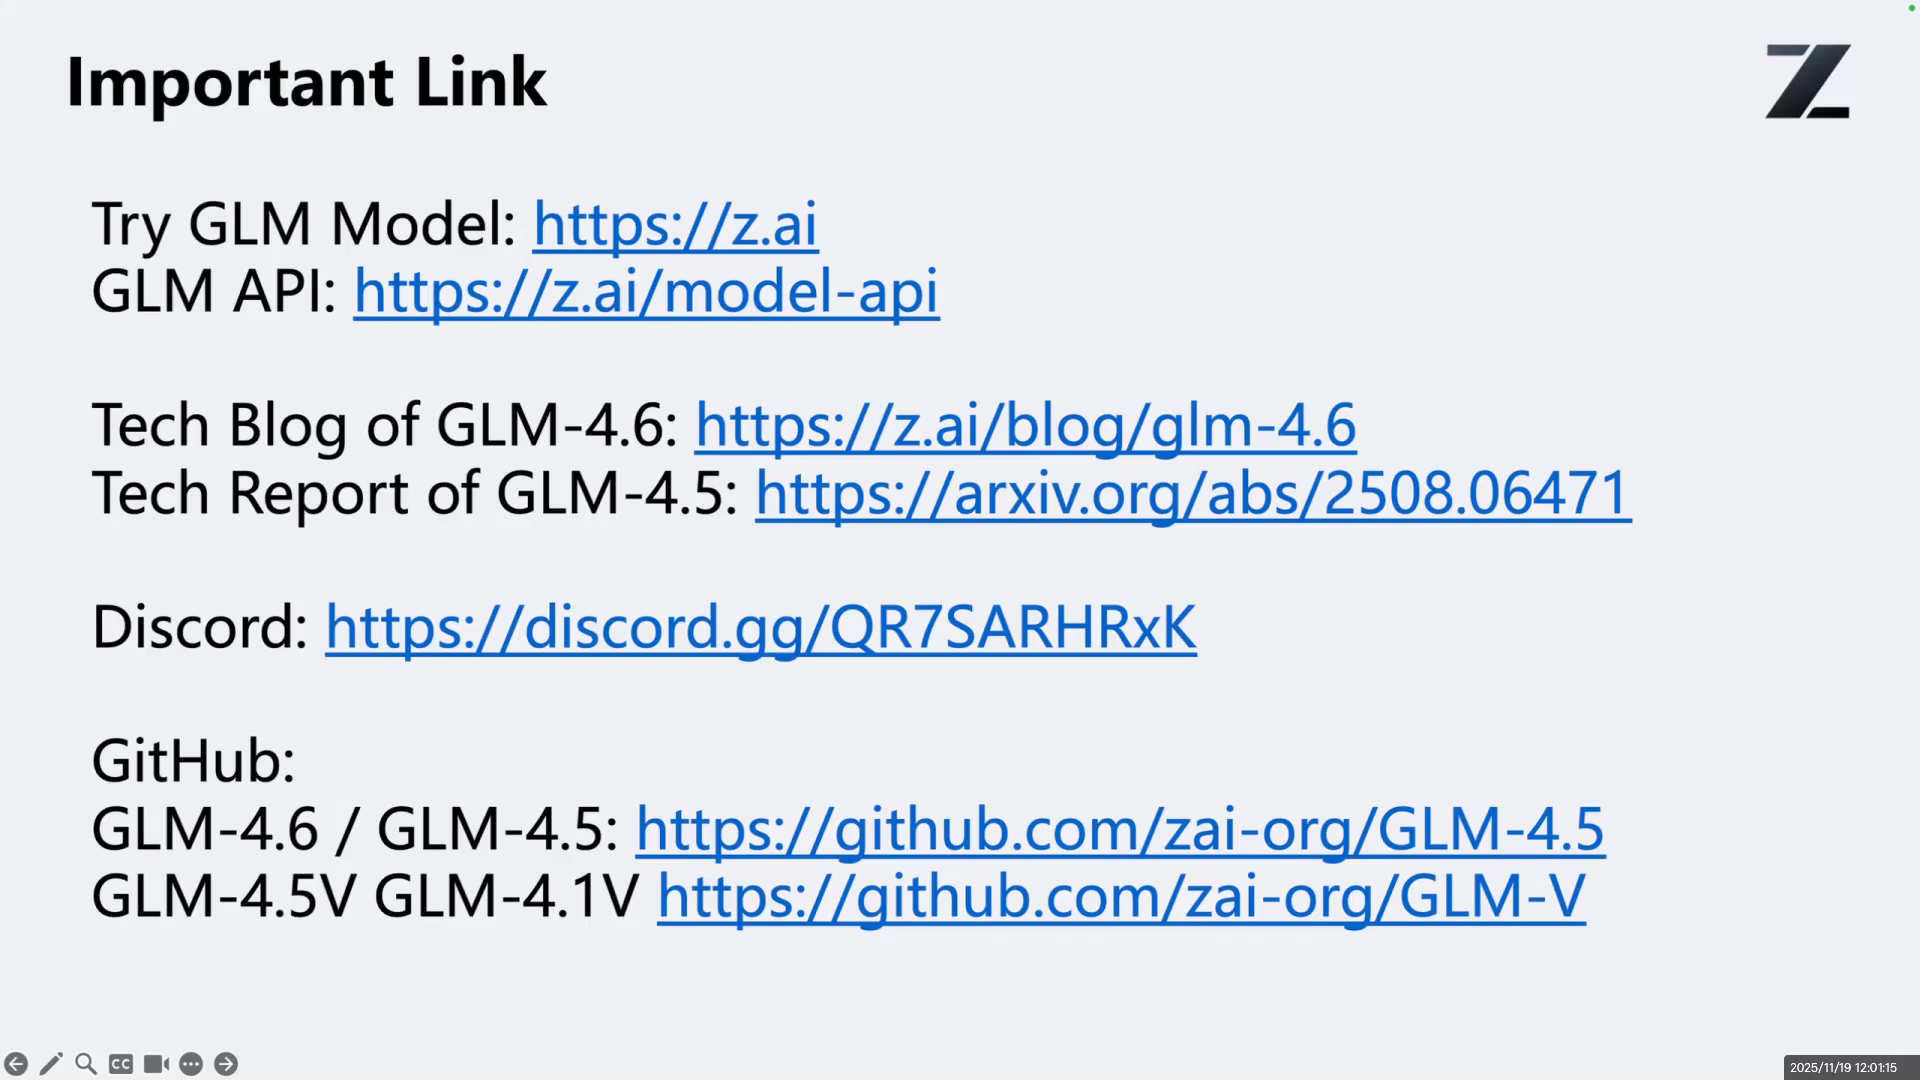 Important Link
Try GLM Model: https://z.ai
GLM API: https://z.ai/model-api
Tech Blog of GLM-4.6: https://z.ai/blog/glm-4.6
Tech Report of GLM-4.5: https://arxiv.org/abs/2508.06471
Discord: https://discord.gg/QR7SARHRxK
GitHub:
GLM-4.6 / GLM-4.5: https://github.com/zai-org/GLM-4.5
GLM-4.5V GLM-4.1V https://github.com/zai-org/GLM-V
CC
2025/11/19 12:01:15